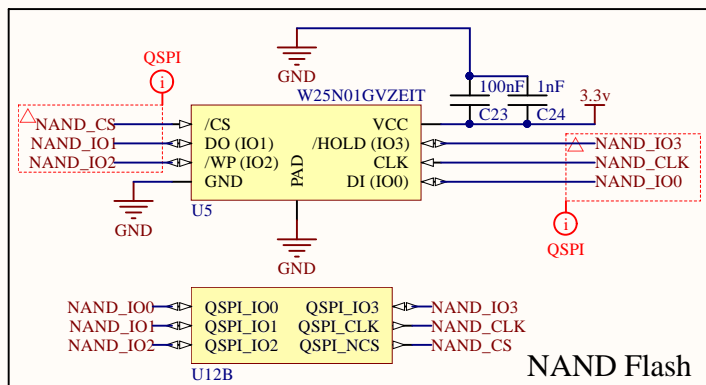 QSPI
i
GND
W25N01GVZEIT
100nF
1nF
C23
C24
3.3v
NAND_CS
/CS
VCC
NAND_IO1
DO (IO1)
/HOLD (IO3)
NAND_IO3
NAND_IO2
/WP (IO2)
CLK
NAND_CLK
GND
PAD
DI (IO0)
NAND_IO0
U5
GND
GND
i
QSPI
NAND_IO0
QSPI_IO0
QSPI_IO3
NAND_IO3
NAND_IO1
QSPI_IO1
QSPI_CLK
NAND_CLK
NAND_IO2
QSPI_IO2
QSPI_NCS
NAND_CS
U12B
NAND Flash